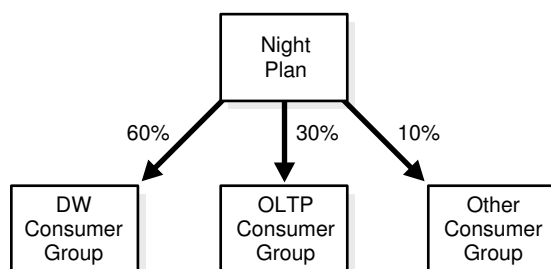 Night
Plan
60%
30%
10%
DW
Consumer
Group
OLTP
Consumer
Group
Other
Consumer
Group